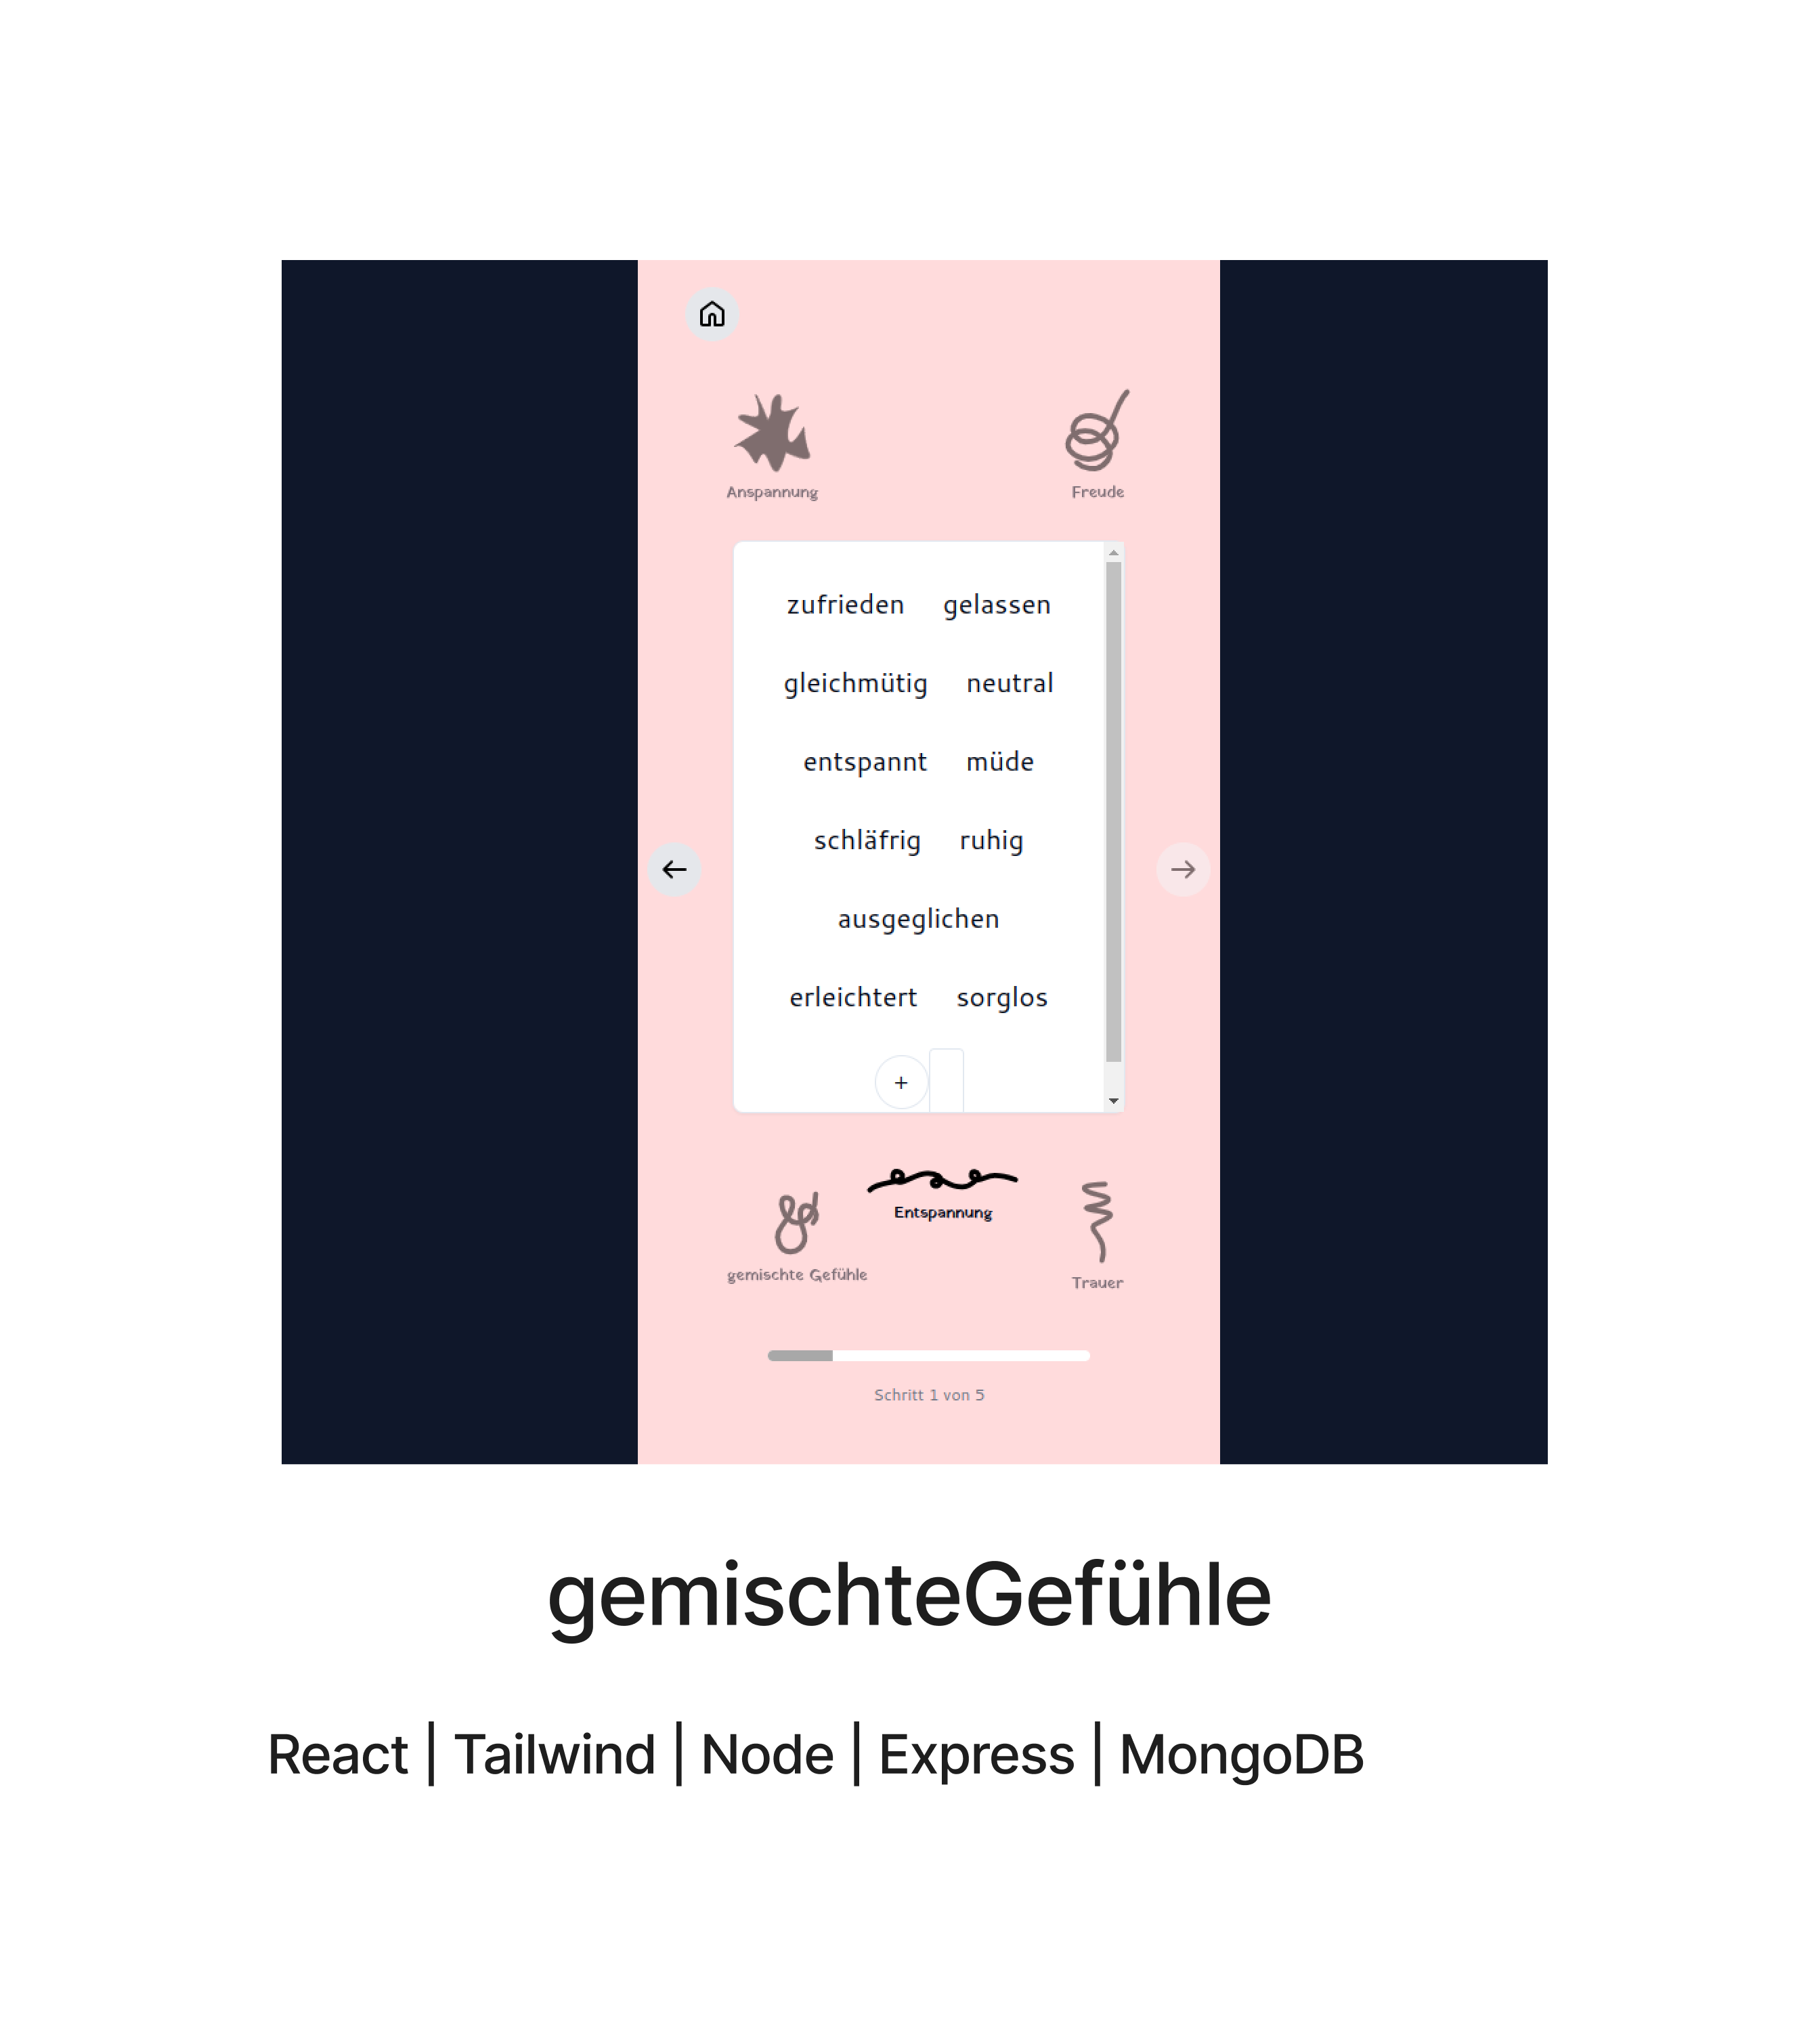 Anspannung Freude
zufrieden gelassen
gleichmütig neutral
entspannt müde
schläfrig ruhig
ausgeglichen
erleichtert sorglos
+
Entspannung
gemischte Gefühle Trauer
Schritt 1 von 5
gemischteGefühle
React | Tailwind | Node | Express | MongoDB